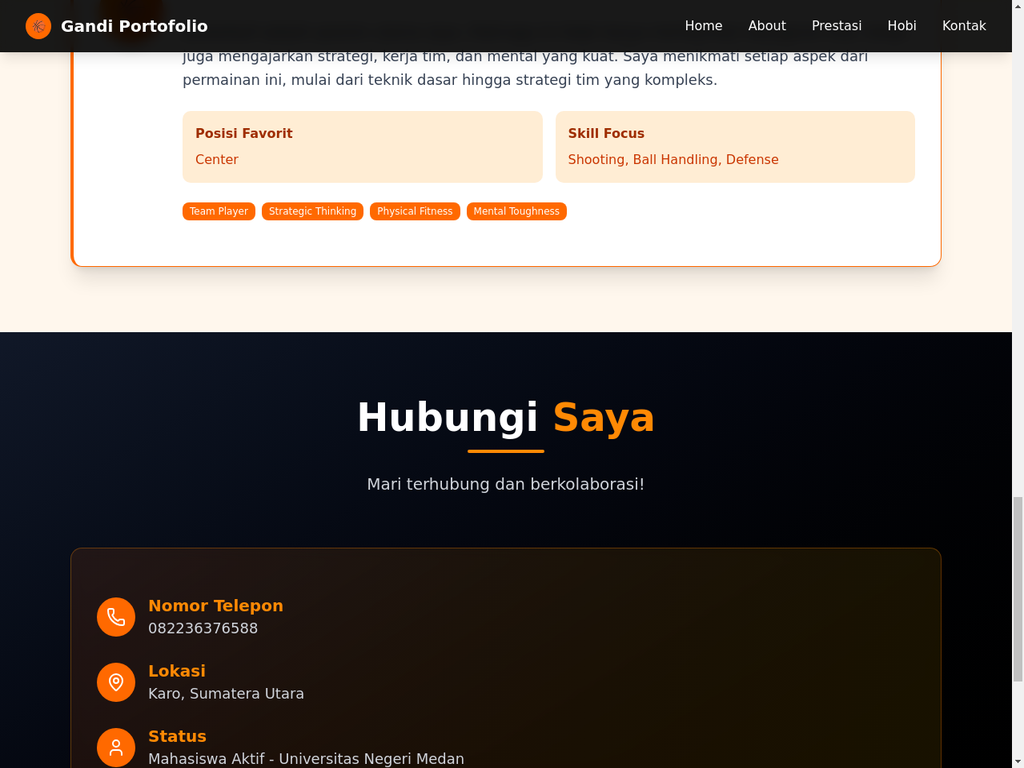 Gandi Portofolio
Home About Prestasi Hobi Kontak
juga mengajarkan strategi, kerja tim, dan mental yang kuat. Saya menikmati setiap aspek dari
permainan ini, mulai dari teknik dasar hingga strategi tim yang kompleks.
Posisi Favorit
Center
Skill Focus
Shooting, Ball Handling, Defense
Team Player Strategic Thinking Physical Fitness Mental Toughness
Hubungi Saya
Mari terhubung dan berkolaborasi!
Nomor Telepon
082236376588
Lokasi
Karo, Sumatera Utara
Status
Mahasiswa Aktif - Universitas Negeri Medan